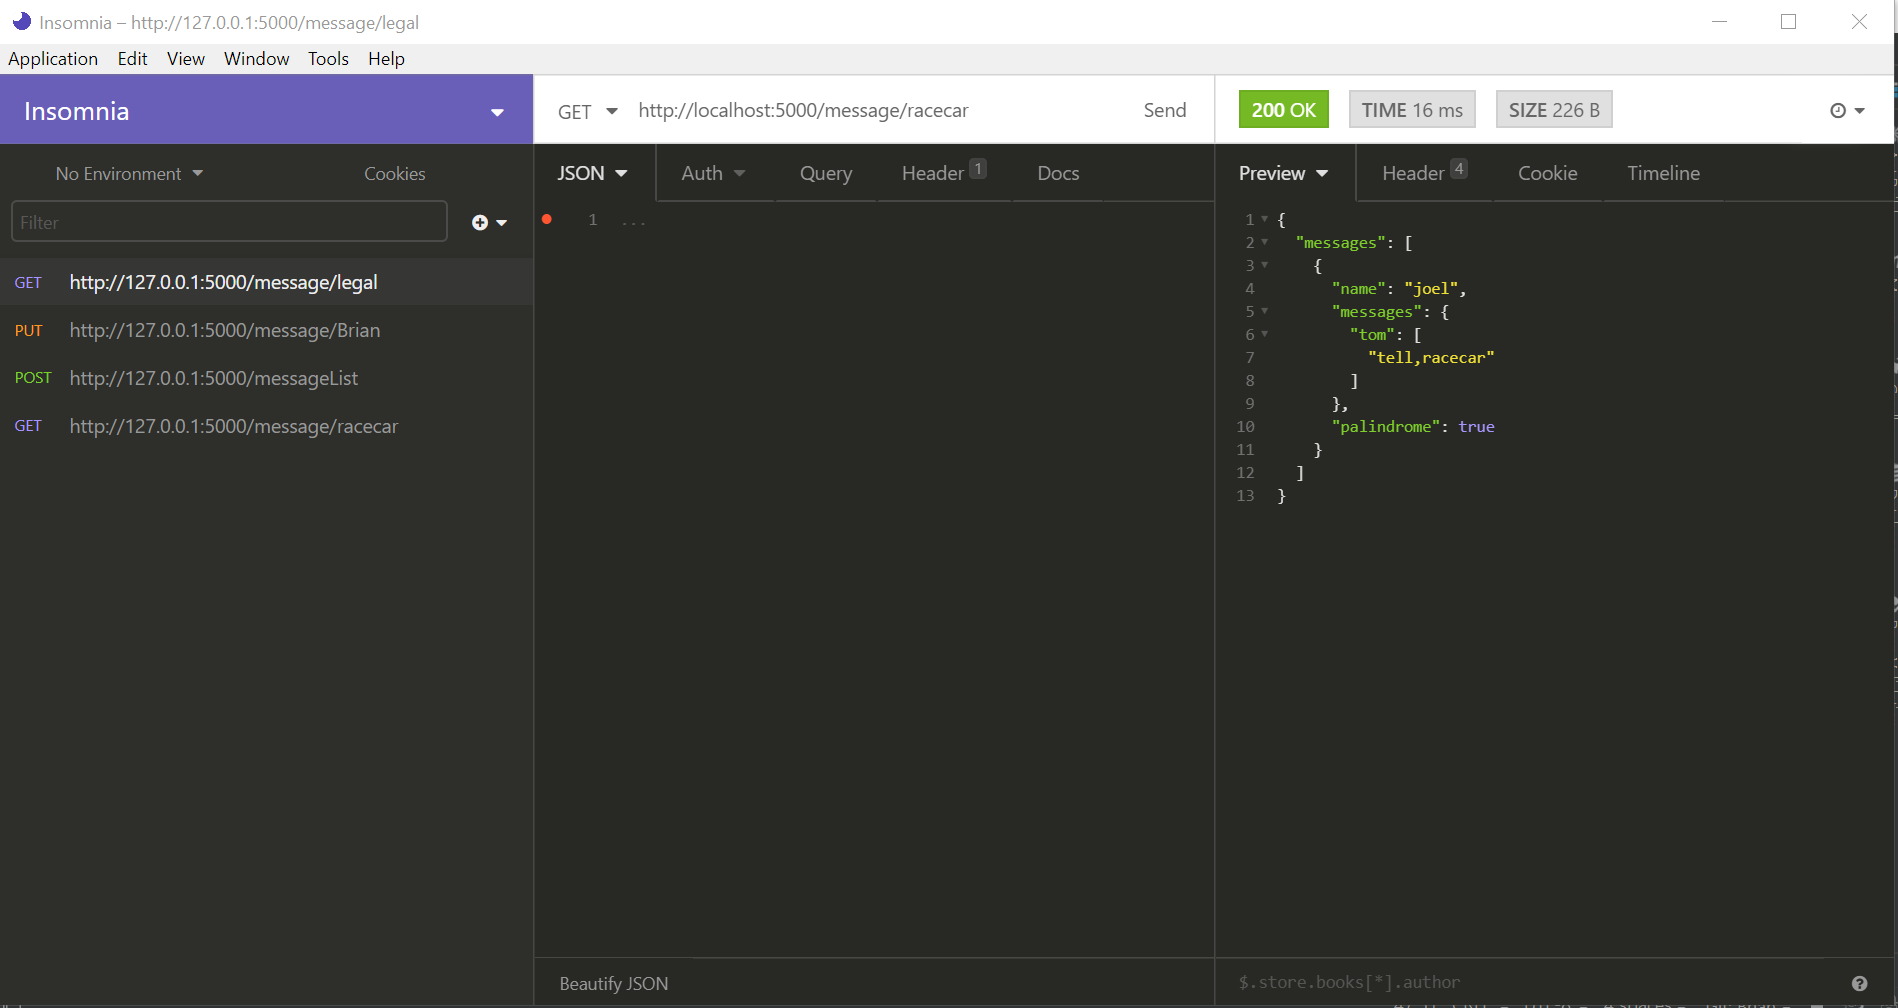 Insomnia – http://127.0.0.1:5000/message/legal
Application Edit View Window Tools Help
Insomnia
No Environment Cookies
Filter
GET http://127.0.0.1:5000/message/legal
PUT http://127.0.0.1:5000/message/Brian
POST http://127.0.0.1:5000/messageList
GET http://127.0.0.1:5000/message/racecar
GET http://localhost:5000/message/racecar Send
JSON Auth Query Header 1 Docs
1 ...
Beautify JSON
200 OK TIME 16 ms SIZE 226 B
Preview Header 4 Cookie Timeline
1 {
2 "messages": [
3 {
4 "name": "joel",
5 "messages": {
6 "tom": [
7 "tell,racecar"
8 ]
9 },
10 "palindrome": true
11 }
12 ]
13 }
$.store.books[*].author